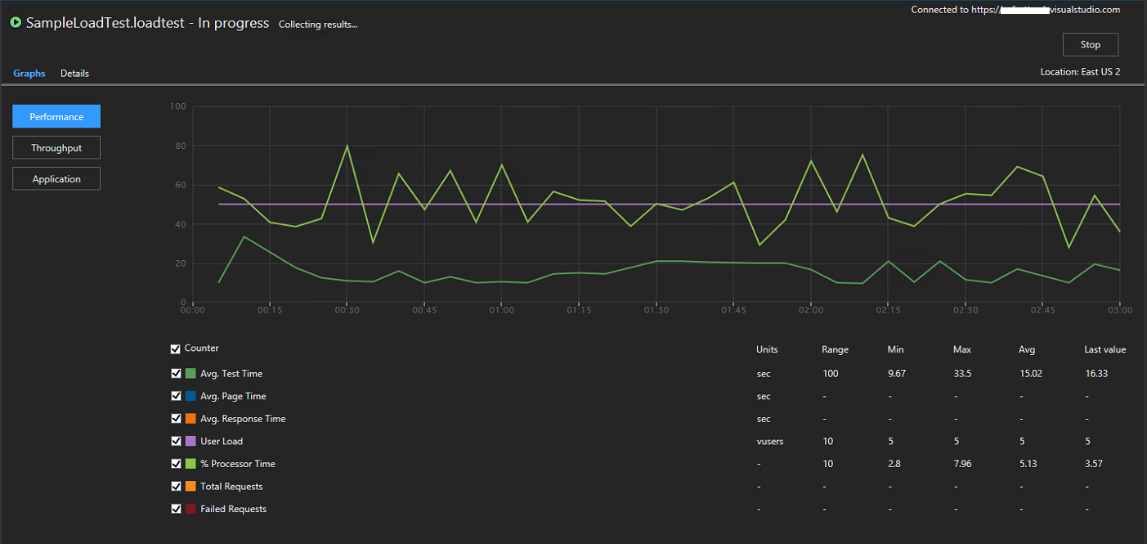 Connected to https:// visualstudio.com
SampleLoadTest.loadtest - In progress Collecting results...
Stop
Graphs Details Location: East US 2
Performance
Throughput
Application
100
80
60
40
20
0
00:00 00:15 00:30 00:45 01:00 01:15 01:30 01:45 02:00 02:15 02:30 02:45 03:00
Counter Units Range Min Max Avg Last value
Avg. Test Time sec 100 9.67 33.5 15.02 16.33
Avg. Page Time sec - - - - -
Avg. Response Time sec - - - - -
User Load vusers 10 5 5 5 5
% Processor Time - 10 2.8 7.96 5.13 3.57
Total Requests - - - - - -
Failed Requests - - - - - -